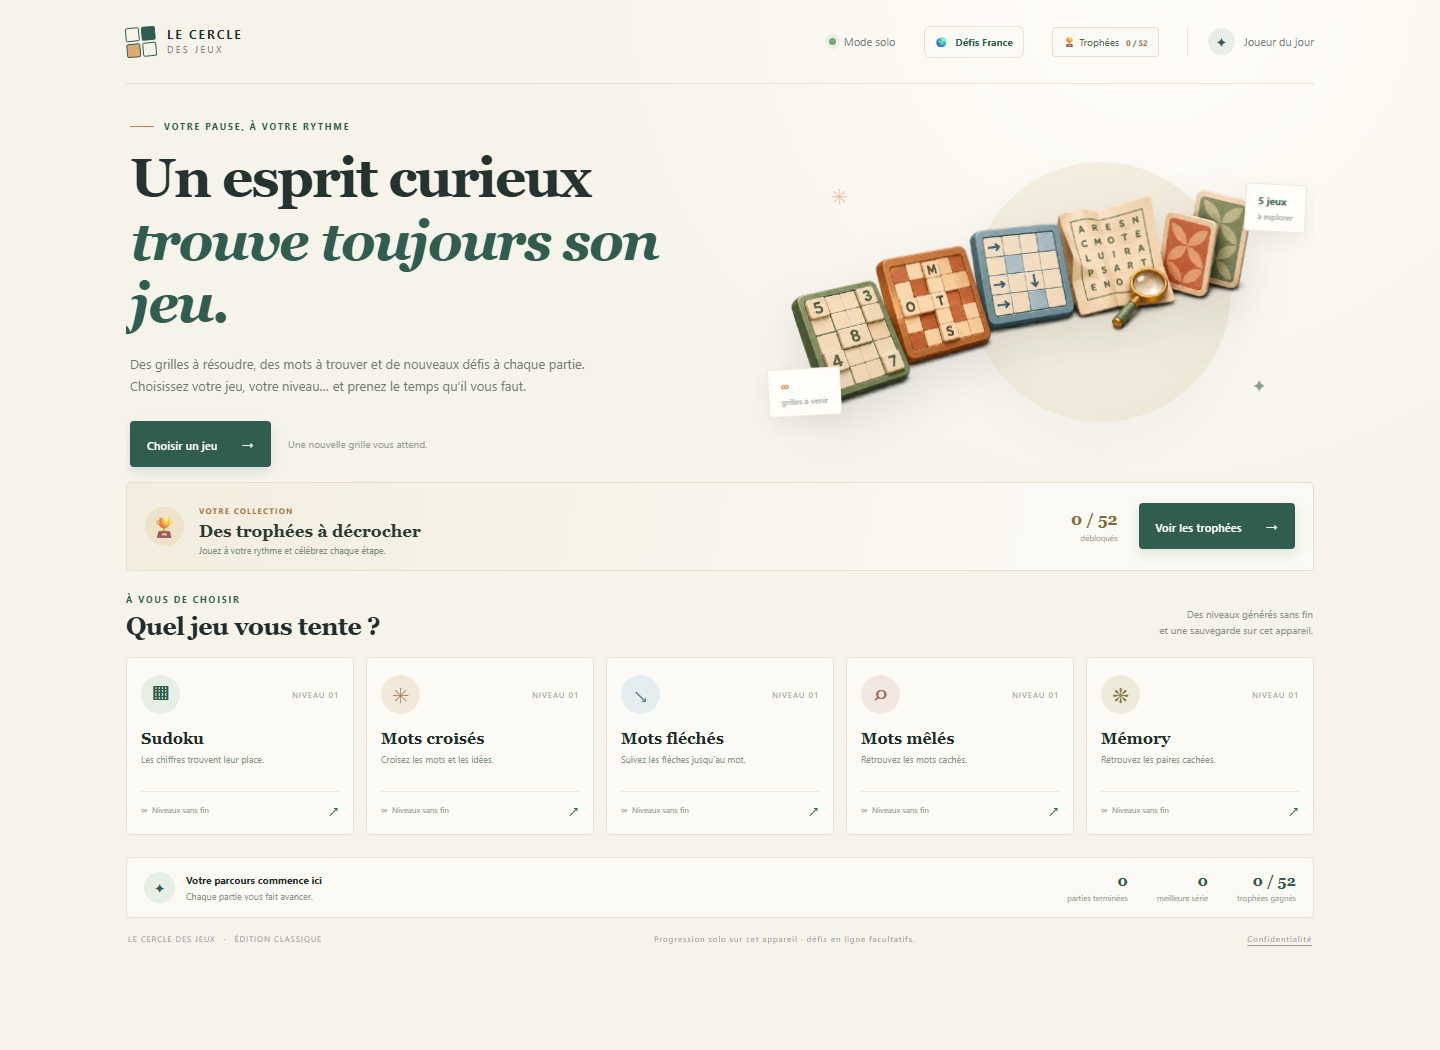 LE CERCLE
DES JEUX
Mode solo
Défis France
Trophées 0 / 52
Joueur du jour
VOTRE PAUSE, À VOTRE RYTHME
Un esprit curieux
trouve toujours son
jeu.
Des grilles à résoudre, des mots à trouver et de nouveaux défis à chaque partie.
Choisissez votre jeu, votre niveau… et prenez le temps qu'il vous faut.
Choisir un jeu →
Une nouvelle grille vous attend.
5 jeux
à explorer
5 3
8
4 7
M
O T
S
A R E S N
C M O T E
L U I R A
P S A R T
E N O
∞
grilles à venir
VOTRE COLLECTION
Des trophées à décrocher
Jouez à votre rythme et célébrez chaque étape.
0 / 52
débloqués
Voir les trophées →
À VOUS DE CHOISIR
Quel jeu vous tente ?
Des niveaux générés sans fin
et une sauvegarde sur cet appareil.
NIVEAU 01
Sudoku
Les chiffres trouvent leur place.
∞ Niveaux sans fin ↗
NIVEAU 01
Mots croisés
Croisez les mots et les idées.
∞ Niveaux sans fin ↗
NIVEAU 01
Mots fléchés
Suivez les flèches jusqu'au mot.
∞ Niveaux sans fin ↗
NIVEAU 01
Mots mêlés
Retrouvez les mots cachés.
∞ Niveaux sans fin ↗
NIVEAU 01
Mémory
Retrouvez les paires cachées.
∞ Niveaux sans fin ↗
Votre parcours commence ici
Chaque partie vous fait avancer.
0
parties terminées
0
meilleure série
0 / 52
trophées gagnés
LE CERCLE DES JEUX · ÉDITION CLASSIQUE
Progression solo sur cet appareil · défis en ligne facultatifs.
Confidentialité